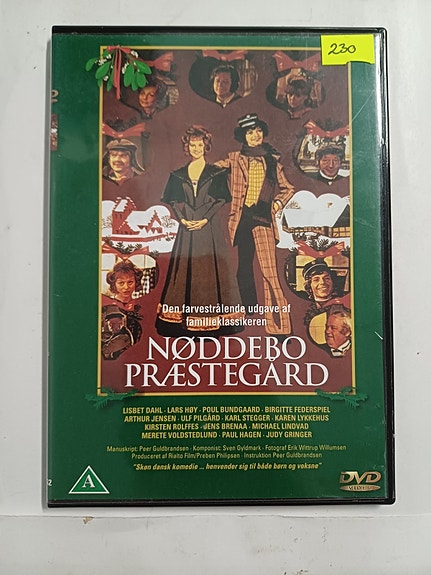 230
Den farvestrålende udgave af
familieklassikeren
NØDDEBO
PRÆSTEGÅRD
LISBET DAHL · LARS HØY · POUL BUNDGAARD · BIRGITTE FEDERSPIEL
ARTHUR JENSEN · ULF PILGÅRD · KARL STEGGER · KAREN LYKKEHUS
KIRSTEN ROLFFES · JENS BRENAA · MICHAEL LINDVAD
MERETE VOLDSTEDLUND · PAUL HAGEN · JUDY GRINGER
Manuskript: Peer Guldbrandsen · Komponist: Sven Gyldmark · Fotograf Erik Wittrup Willumsen
Produceret af Rialto Film/Preben Philipsen · Instruktion Peer Guldbrandsen
"Skøn dansk komedie ... henvender sig til både børn og voksne"
A
DVD
VIDEO